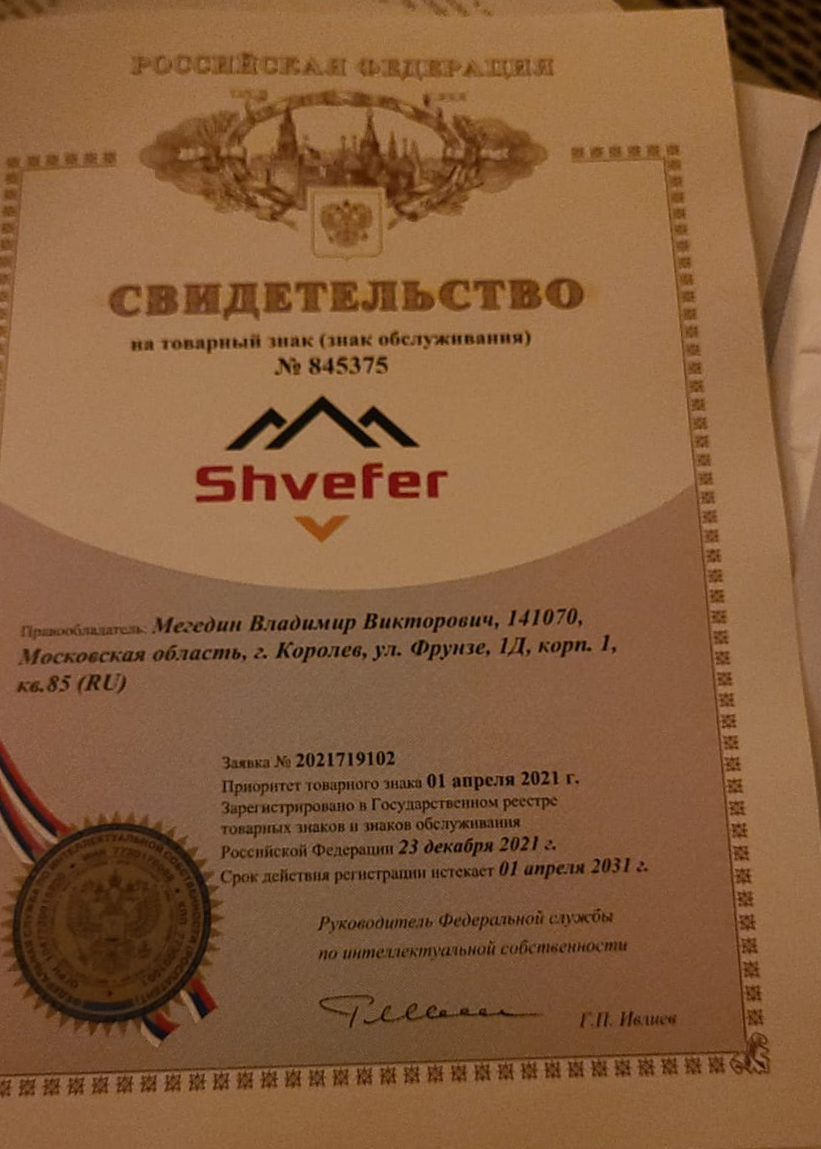 РОССИЙСКАЯ ФЕДЕРАЦИЯ
СВИДЕТЕЛЬСТВО
на товарный знак (знак обслуживания)
№ 845375
Shvefer
Правообладатель: Мегедин Владимир Викторович, 141070,
Московская область, г. Королев, ул. Фрунзе, 1Д, корп. 1,
кв.85 (RU)
Заявка № 2021719102
Приоритет товарного знака 01 апреля 2021 г.
Зарегистрировано в Государственном реестре
товарных знаков и знаков обслуживания
Российской Федерации 23 декабря 2021 г.
Срок действия регистрации истекает 01 апреля 2031 г.
Руководитель Федеральной службы
по интеллектуальной собственности
Г.П. Ивлиев